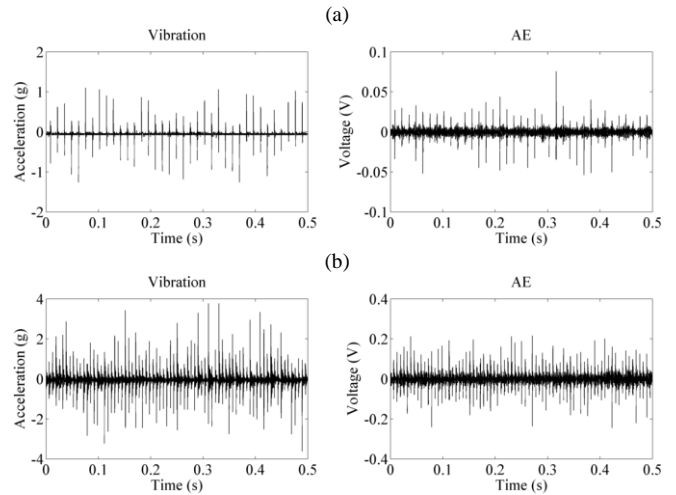 (a)
Vibration
AE
Acceleration (g)
2
1
0
-1
-2
0 0.1 0.2 0.3 0.4 0.5
Time (s)
Voltage (V)
0.1
0.05
0
-0.05
-0.1
0 0.1 0.2 0.3 0.4 0.5
Time (s)
(b)
Vibration
AE
Acceleration (g)
4
2
0
-2
-4
0 0.1 0.2 0.3 0.4 0.5
Time (s)
Voltage (V)
0.4
0.2
0
-0.2
-0.4
0 0.1 0.2 0.3 0.4 0.5
Time (s)